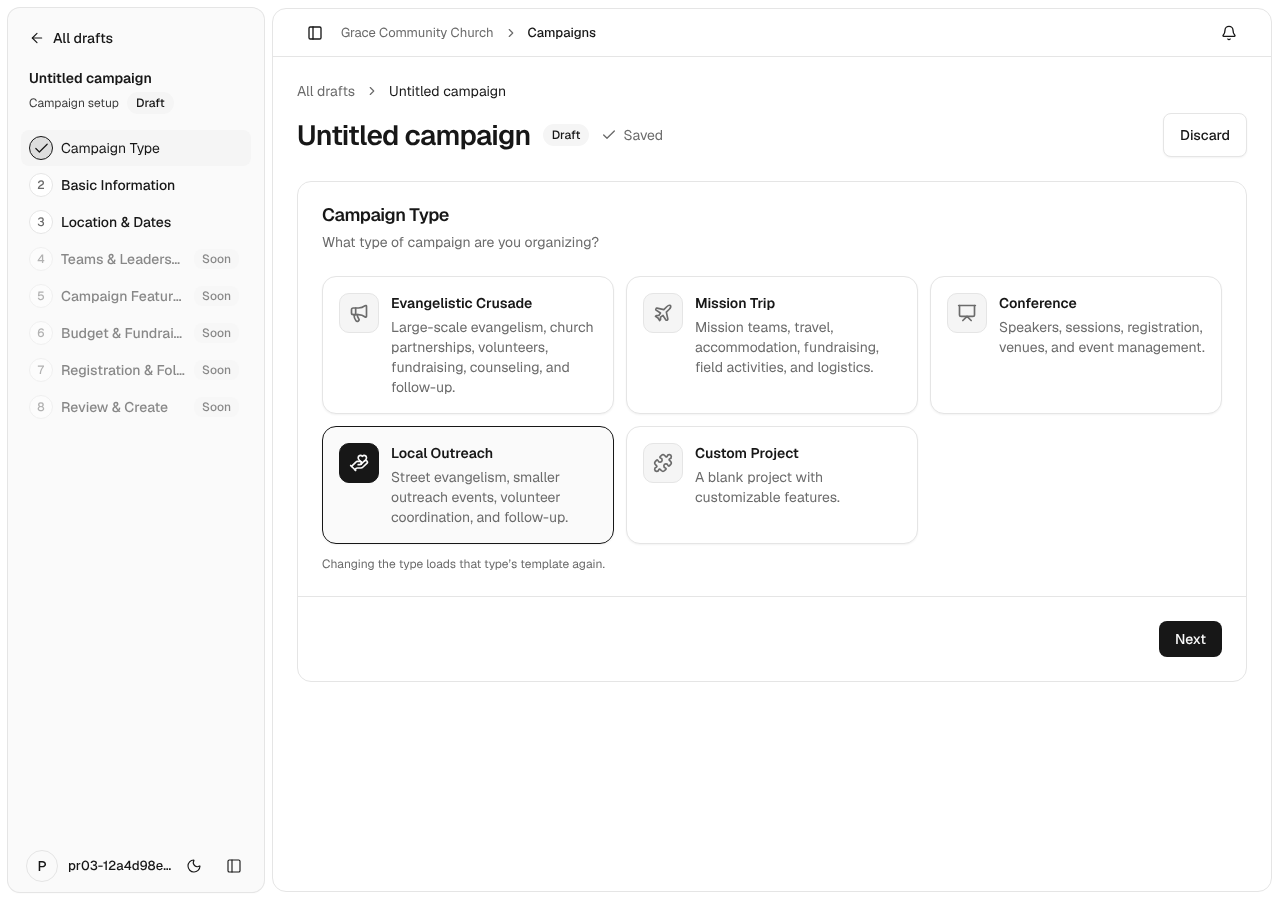 All drafts
Untitled campaign
Campaign setup Draft
Campaign Type
2 Basic Information
3 Location & Dates
4 Teams & Leaders... Soon
5 Campaign Featur... Soon
6 Budget & Fundrai... Soon
7 Registration & Fol... Soon
8 Review & Create Soon
P pr03-12a4d98e...
Grace Community Church Campaigns
All drafts Untitled campaign
Untitled campaign Draft Saved Discard
Campaign Type
What type of campaign are you organizing?
Evangelistic Crusade
Large-scale evangelism, church
partnerships, volunteers,
fundraising, counseling, and
follow-up.
Mission Trip
Mission teams, travel,
accommodation, fundraising,
field activities, and logistics.
Conference
Speakers, sessions, registration,
venues, and event management.
Local Outreach
Street evangelism, smaller
outreach events, volunteer
coordination, and follow-up.
Custom Project
A blank project with
customizable features.
Changing the type loads that type's template again.
Next